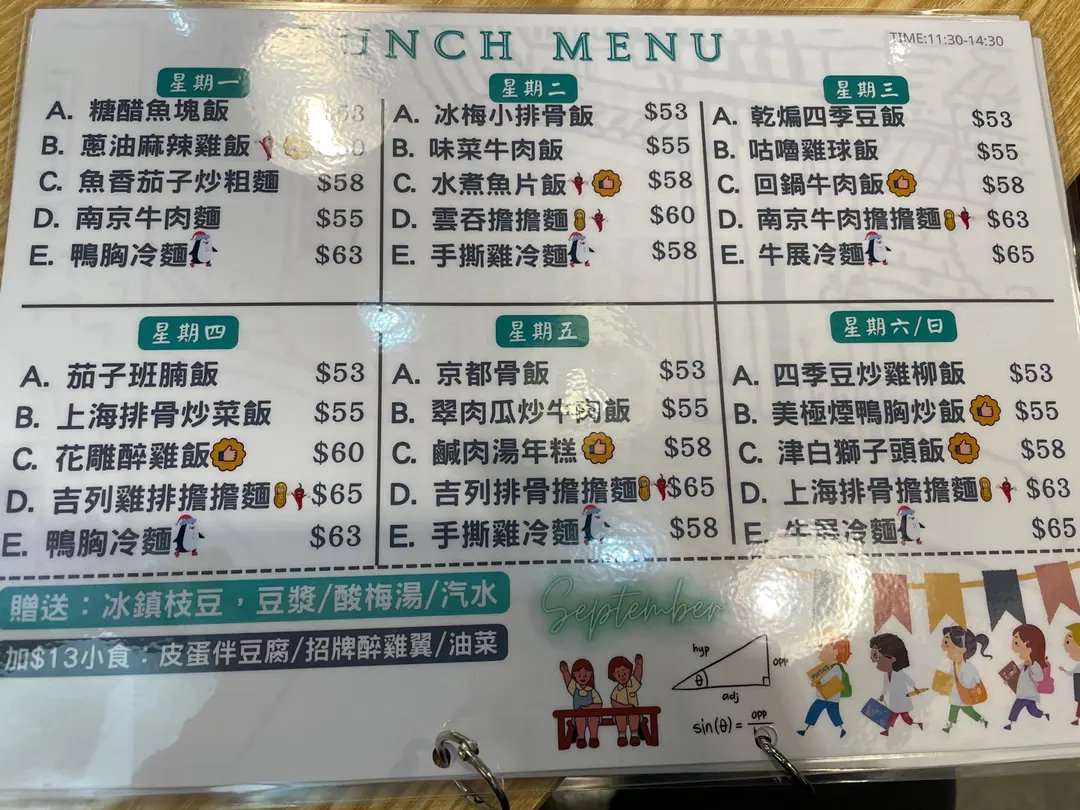 LUNCH MENU
TIME:11:30-14:30
星期一
A. 糖醋魚塊飯 $53
B. 蔥油麻辣雞飯
C. 魚香茄子炒粗麵 $58
D. 南京牛肉麵 $55
E. 鴨胸冷麵 $63
星期二
A. 冰梅小排骨飯 $53
B. 味菜牛肉飯 $55
C. 水煮魚片飯 $58
D. 雲吞擔擔麵 $60
E. 手撕雞冷麵 $58
星期三
A. 乾煸四季豆飯 $53
B. 咕嚕雞球飯 $55
C. 回鍋牛肉飯 $58
D. 南京牛肉擔擔麵 $63
E. 牛展冷麵 $65
星期四
A. 茄子班腩飯 $53
B. 上海排骨炒菜飯 $55
C. 花雕醉雞飯 $60
D. 吉列雞排擔擔麵 $65
E. 鴨胸冷麵 $63
星期五
A. 京都骨飯 $53
B. 翠肉瓜炒牛肉飯 $55
C. 鹹肉湯年糕 $58
D. 吉列排骨擔擔麵 $65
E. 手撕雞冷麵 $58
星期六/日
A. 四季豆炒雞柳飯 $53
B. 美極煙鴨胸炒飯 $55
C. 津白獅子頭飯 $58
D. 上海排骨擔擔麵 $63
E. 牛展冷麵 $65
贈送：冰鎮枝豆，豆漿/酸梅湯/汽水
加$13小食：皮蛋伴豆腐/招牌醉雞翼/油菜
September
hyp
opp
θ
adj
sin(θ) = opp